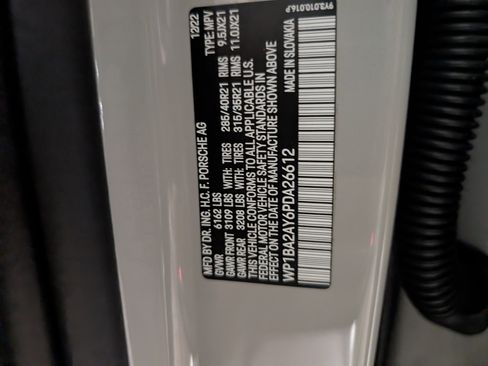 MFD. BY DR. ING. H.C. F. PORSCHE AG 12/22
GVWR 6162 LBS TYPE: MPV
GAWR FRONT 3109 LBS WITH: TIRES 285/40R21 RIMS 9.5JX21
GAWR REAR 3208 LBS WITH: TIRES 315/35R21 RIMS 11.0JX21
THIS VEHICLE CONFORMS TO ALL APPLICABLE U.S.
FEDERAL MOTOR VEHICLE SAFETY STANDARDS IN
EFFECT ON THE DATE OF MANUFACTURE SHOWN ABOVE
WP1BA2AY6PDA26612 MADE IN SLOVAKIA
9Y3.010.016.P